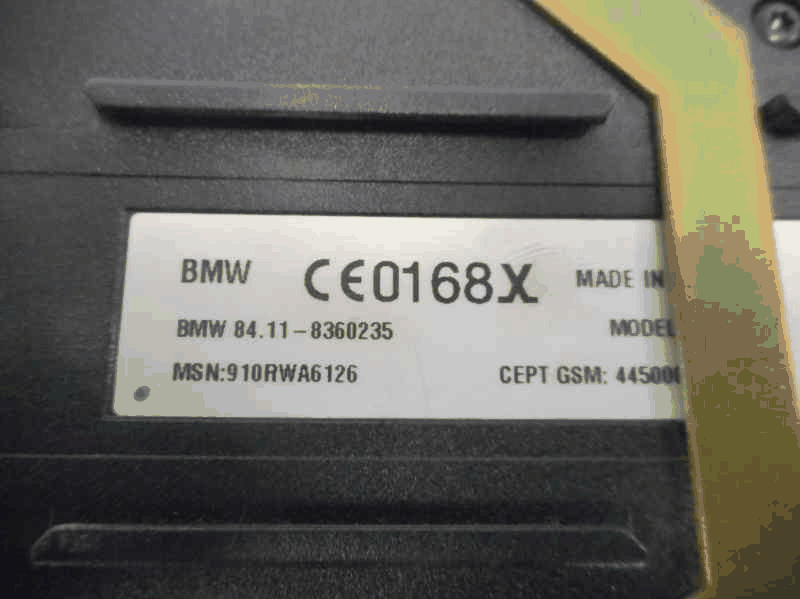 BMW CE0168X MADE IN
BMW 84.11-8360235 MODEL
MSN:910RWA6126 CEPT GSM: 44500